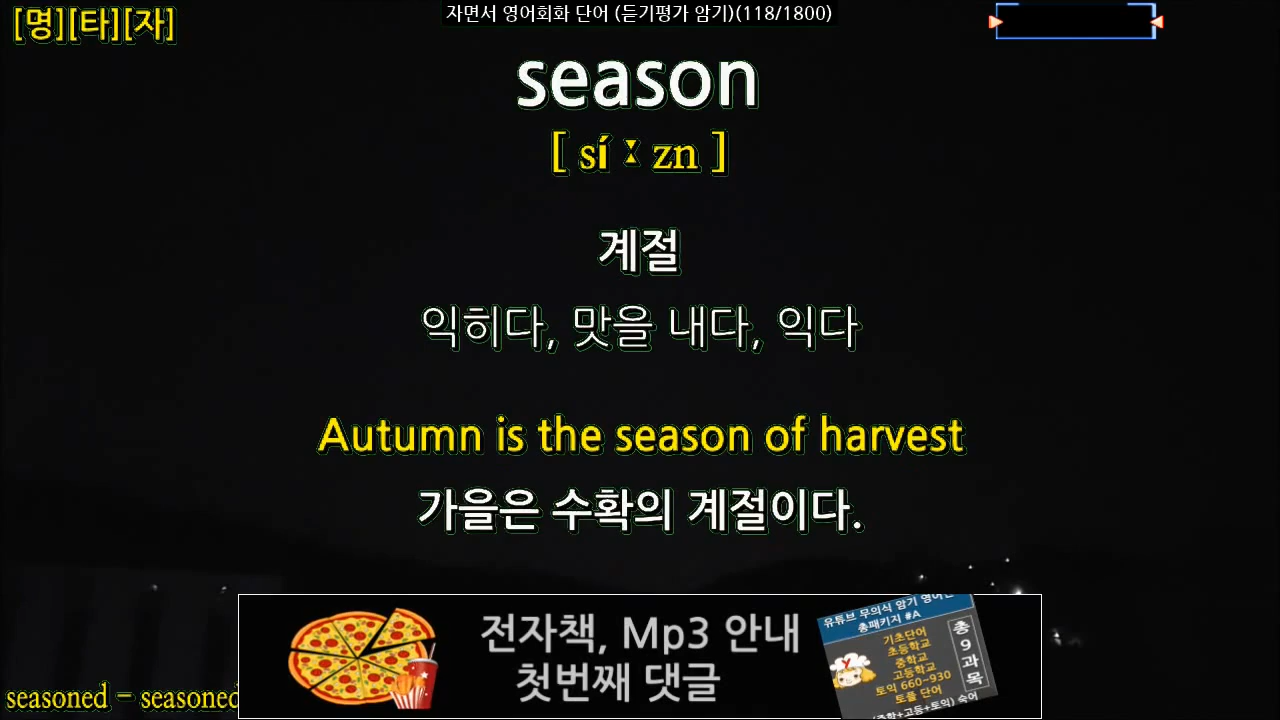 [명][타][자]
자면서 영어회화 단어 (듣기평가 암기)(118/1800)
season
[ síːzn ]
계절
익히다, 맛을 내다, 익다
Autumn is the season of harvest
가을은 수확의 계절이다.
전자책, Mp3 안내
첫번째 댓글
유튜브 무의식 암기
총패키지 #A
기초단어
초등학교
중학교
고등학교
토익 660~930
토플 단어
총9과목
숙어
seasoned - seasoned